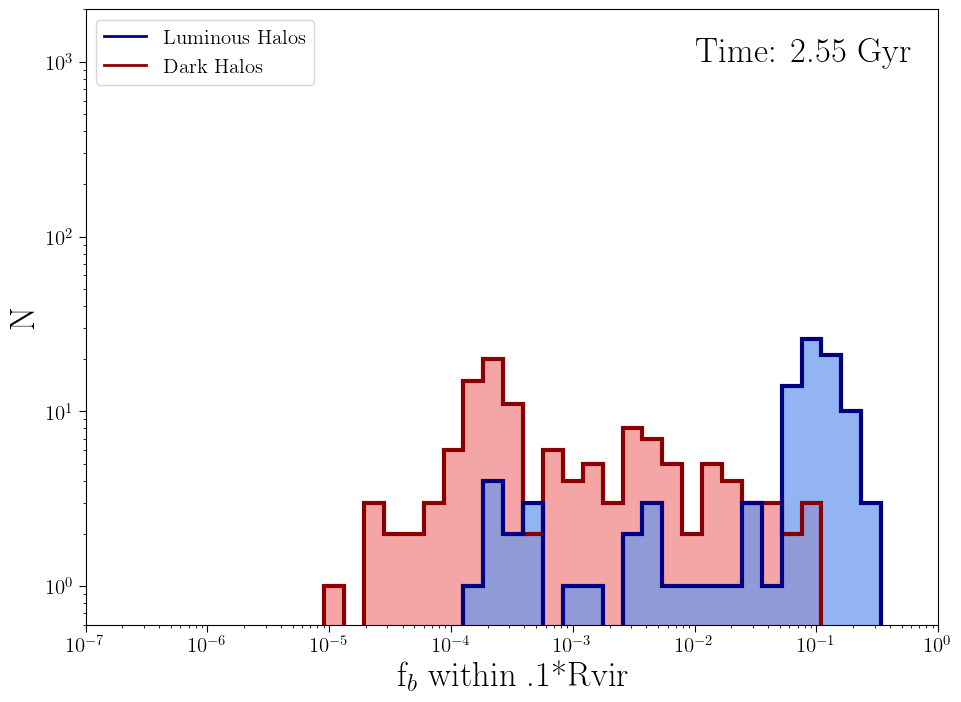 Luminous Halos
Dark Halos
Time: 2.55 Gyr
N
10³
10²
10¹
10⁰
10⁻⁷ 10⁻⁶ 10⁻⁵ 10⁻⁴ 10⁻³ 10⁻² 10⁻¹ 10⁰
f_b within .1*Rvir